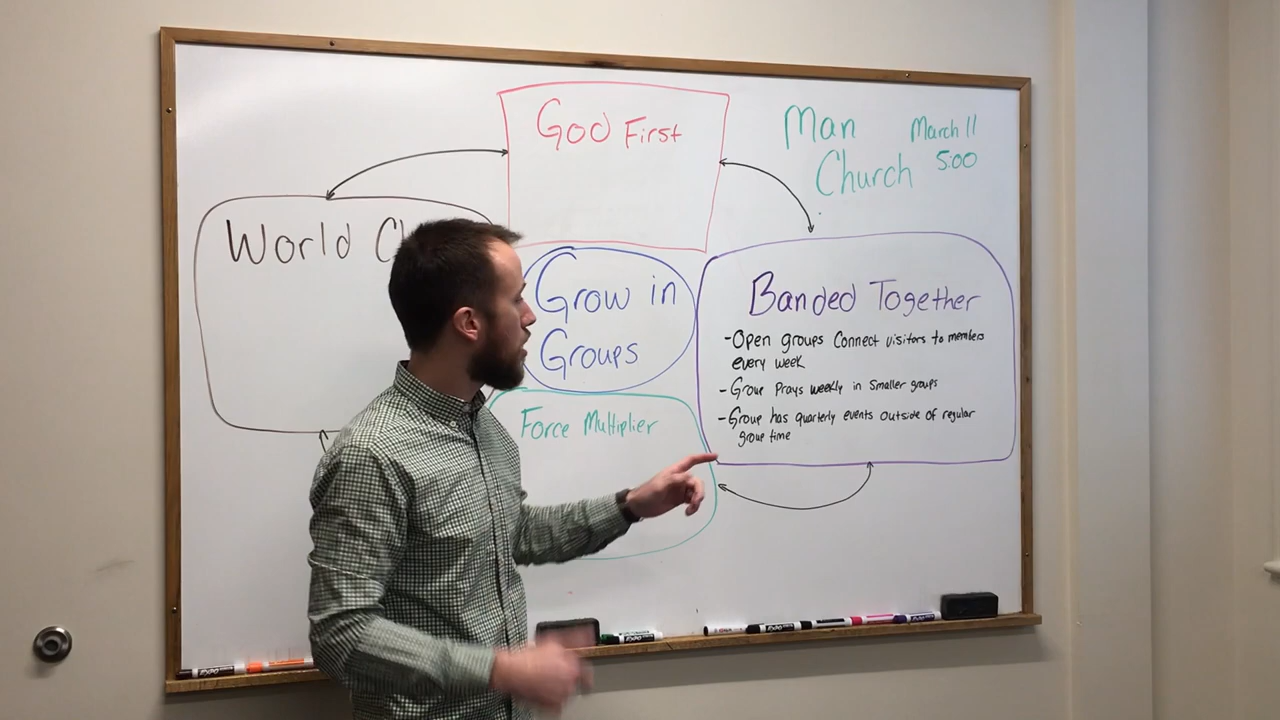 God First
Man
Church
March 11
5:00
World
Grow in
Groups
Banded Together
-Open groups Connect visitors to members
every week
-Group Prays weekly in smaller groups
-Group has quarterly events outside of regular
group time
Force Multiplier
EXPO